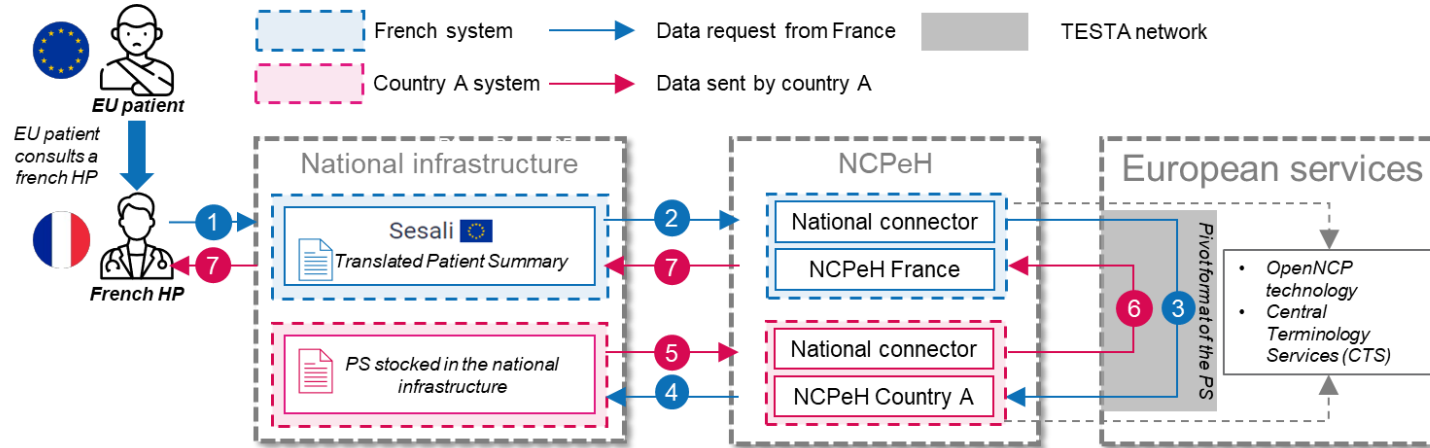 French system
Data request from France
TESTA network
Country A system
Data sent by country A
EU patient
EU patient
consults a
french HP
French HP
National infrastructure
NCPeH
European services
1
7
Sesali
Translated Patient Summary
2
7
National connector
NCPeH France
PS stocked in the national
infrastructure
5
4
National connector
NCPeH Country A
6
3
Pivotformat of the PS
• OpenNCP
technology
• Central
Terminology
Services (CTS)